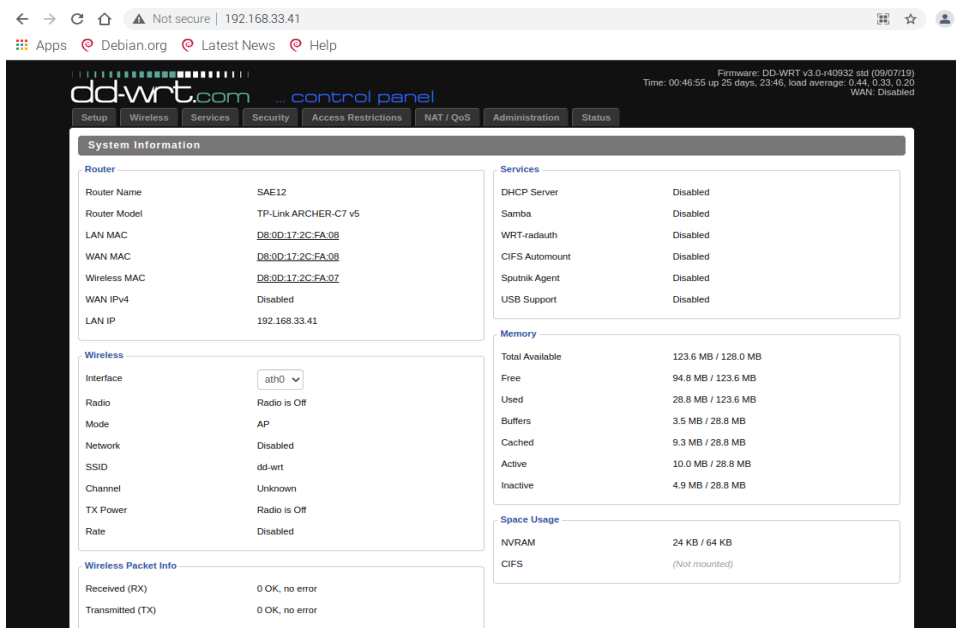 Not secure | 192.168.33.41
Apps Debian.org Latest News Help
dd-wrt.com ... control panel
Firmware: DD-WRT v3.0-r40932 std (09/07/19)
Time: 00:46:55 up 25 days, 23:46, load average: 0.44, 0.33, 0.20
WAN: Disabled
Setup Wireless Services Security Access Restrictions NAT / QoS Administration Status
System Information
Router
Router Name SAE12
Router Model TP-Link ARCHER-C7 v5
LAN MAC D8:0D:17:2C:FA:08
WAN MAC D8:0D:17:2C:FA:08
Wireless MAC D8:0D:17:2C:FA:07
WAN IPv4 Disabled
LAN IP 192.168.33.41
Wireless
Interface ath0
Radio Radio is Off
Mode AP
Network Disabled
SSID dd-wrt
Channel Unknown
TX Power Radio is Off
Rate Disabled
Wireless Packet Info
Received (RX) 0 OK, no error
Transmitted (TX) 0 OK, no error
Services
DHCP Server Disabled
Samba Disabled
WRT-radauth Disabled
CIFS Automount Disabled
Sputnik Agent Disabled
USB Support Disabled
Memory
Total Available 123.6 MB / 128.0 MB
Free 94.8 MB / 123.6 MB
Used 28.8 MB / 123.6 MB
Buffers 3.5 MB / 28.8 MB
Cached 9.3 MB / 28.8 MB
Active 10.0 MB / 28.8 MB
Inactive 4.9 MB / 28.8 MB
Space Usage
NVRAM 24 KB / 64 KB
CIFS (Not mounted)